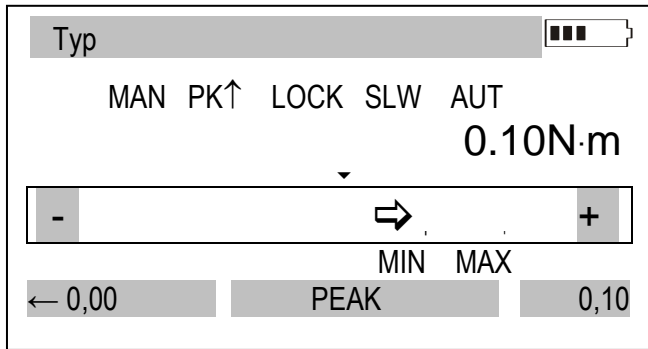 Typ
MAN PK↑ LOCK SLW AUT
0.10N·m
- ⇨ +
MIN MAX
← 0,00 PEAK 0,10